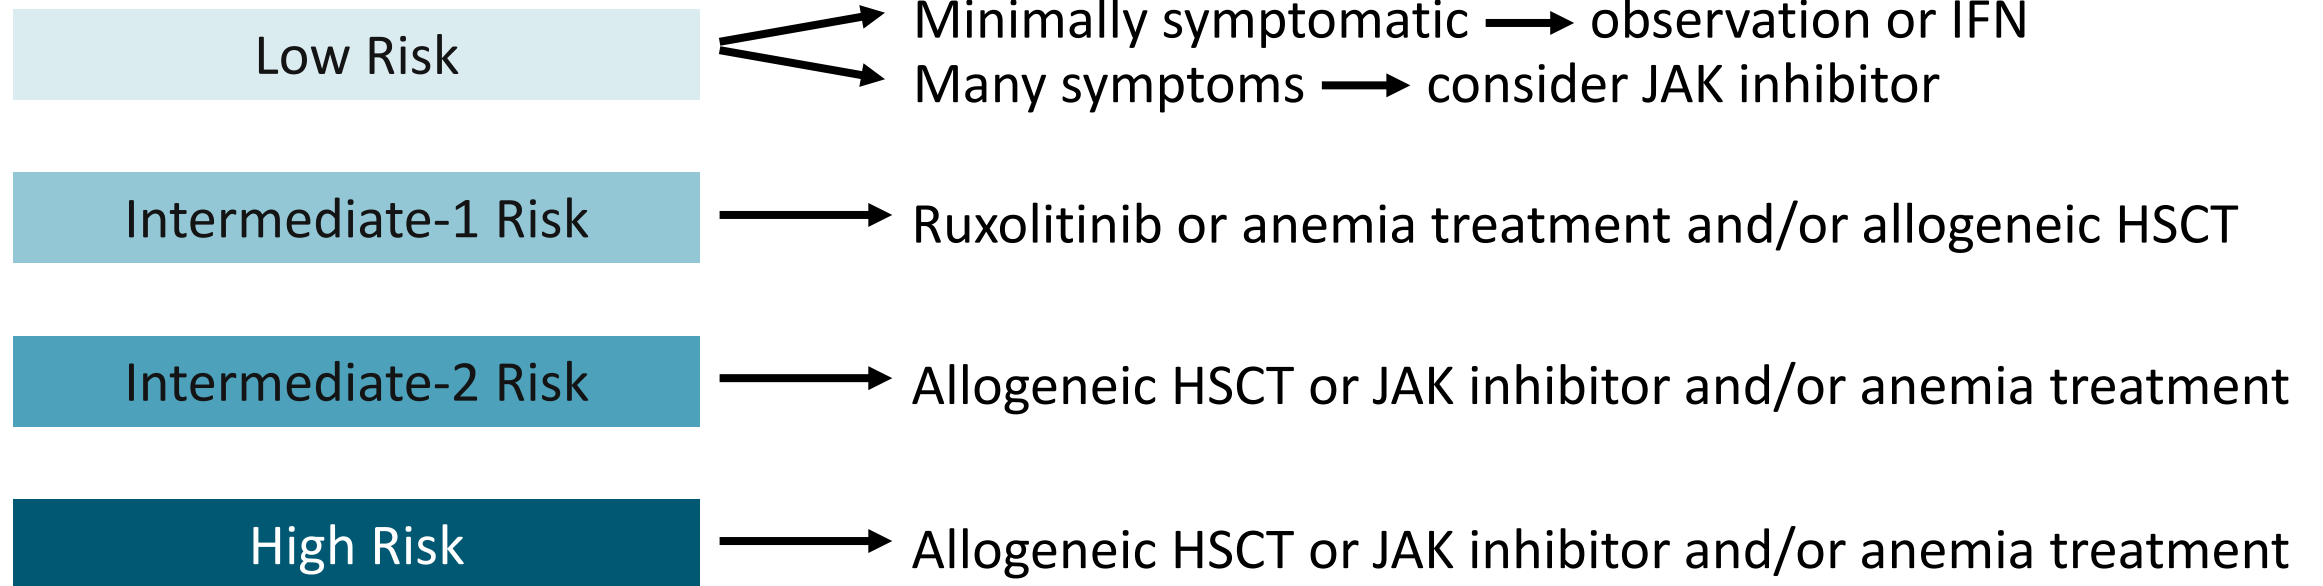 Low Risk
Minimally symptomatic → observation or IFN
Many symptoms → consider JAK inhibitor
Intermediate-1 Risk
Ruxolitinib or anemia treatment and/or allogeneic HSCT
Intermediate-2 Risk
Allogeneic HSCT or JAK inhibitor and/or anemia treatment
High Risk
Allogeneic HSCT or JAK inhibitor and/or anemia treatment